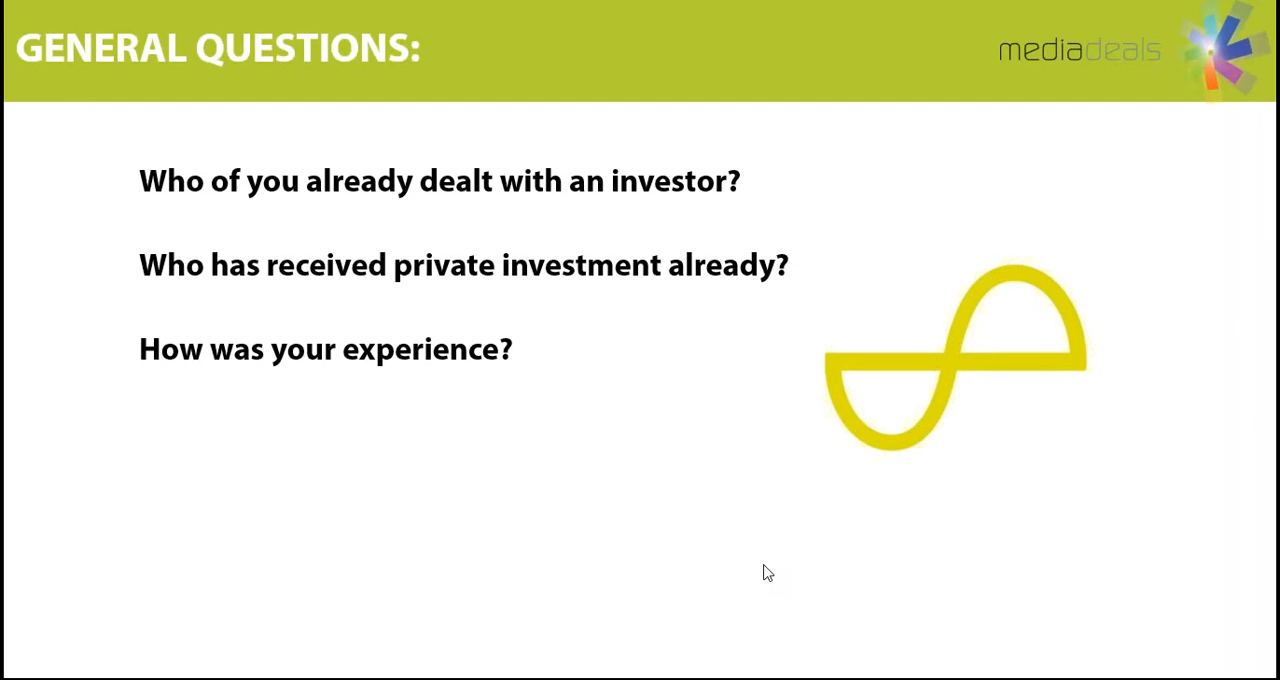 GENERAL QUESTIONS:
mediadeals
Who of you already dealt with an investor?
Who has received private investment already?
How was your experience?